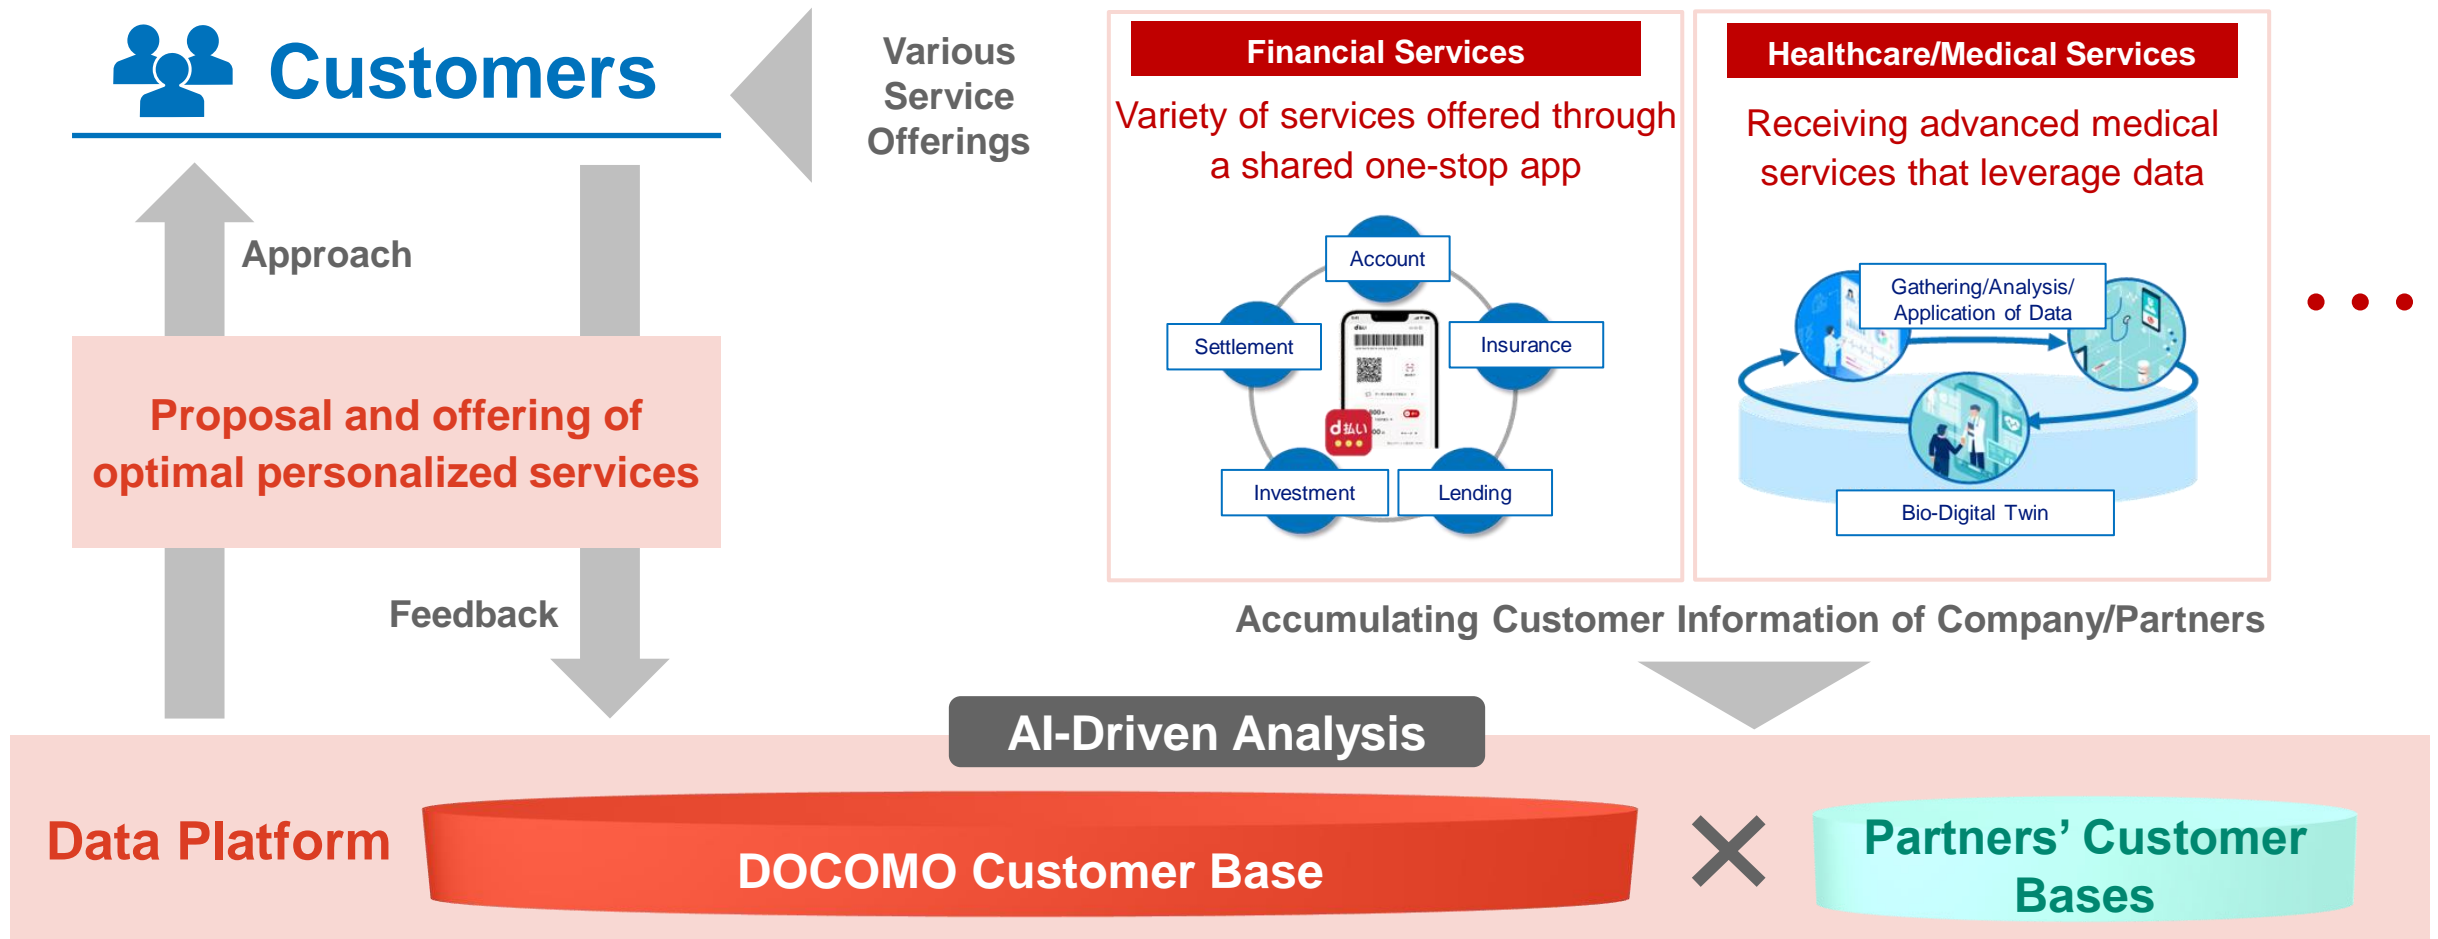 Customers
Various
Service
Offerings
Approach
Proposal and offering of
optimal personalized services
Feedback
Financial Services
Variety of services offered through
a shared one-stop app
Account
Settlement
Insurance
d払い
Investment
Lending
Healthcare/Medical Services
Receiving advanced medical
services that leverage data
Gathering/Analysis/
Application of Data
Bio-Digital Twin
Accumulating Customer Information of Company/Partners
AI-Driven Analysis
Data Platform
DOCOMO Customer Base
Partners’ Customer
Bases